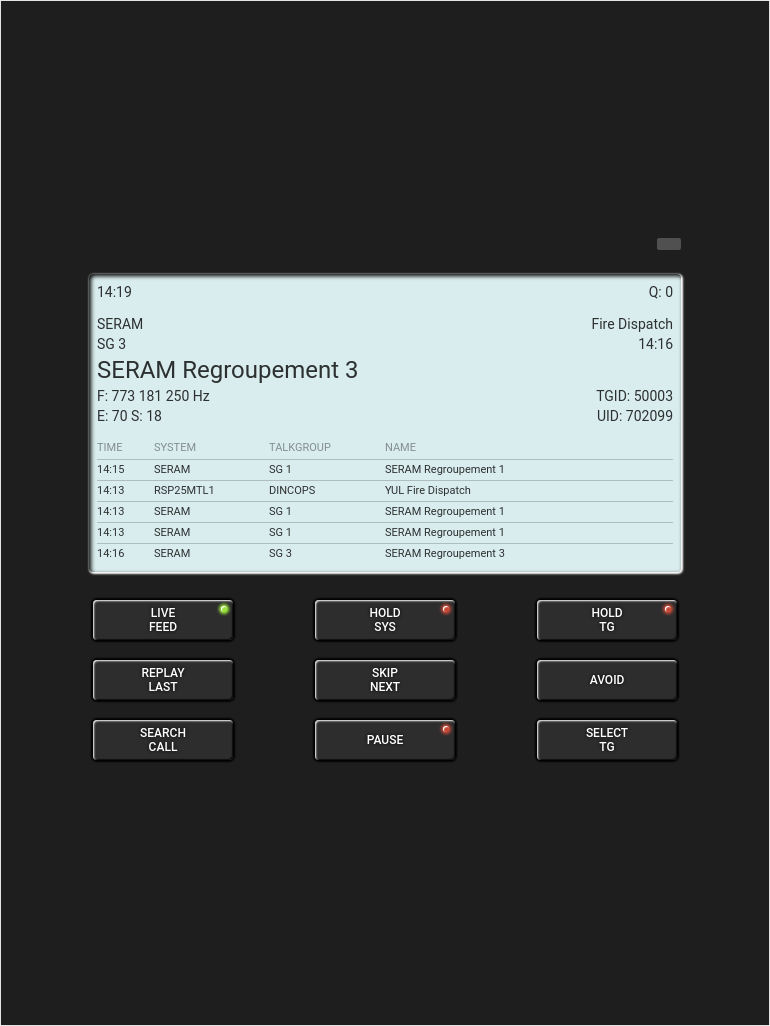 14:19 Q: 0
SERAM Fire Dispatch
SG 3 14:16
SERAM Regroupement 3
F: 773 181 250 Hz TGID: 50003
E: 70 S: 18 UID: 702099
TIME SYSTEM TALKGROUP NAME
14:15 SERAM SG 1 SERAM Regroupement 1
14:13 RSP25MTL1 DINCOPS YUL Fire Dispatch
14:13 SERAM SG 1 SERAM Regroupement 1
14:13 SERAM SG 1 SERAM Regroupement 1
14:16 SERAM SG 3 SERAM Regroupement 3
LIVE
FEED
HOLD
SYS
HOLD
TG
REPLAY
LAST
SKIP
NEXT
AVOID
SEARCH
CALL
PAUSE
SELECT
TG